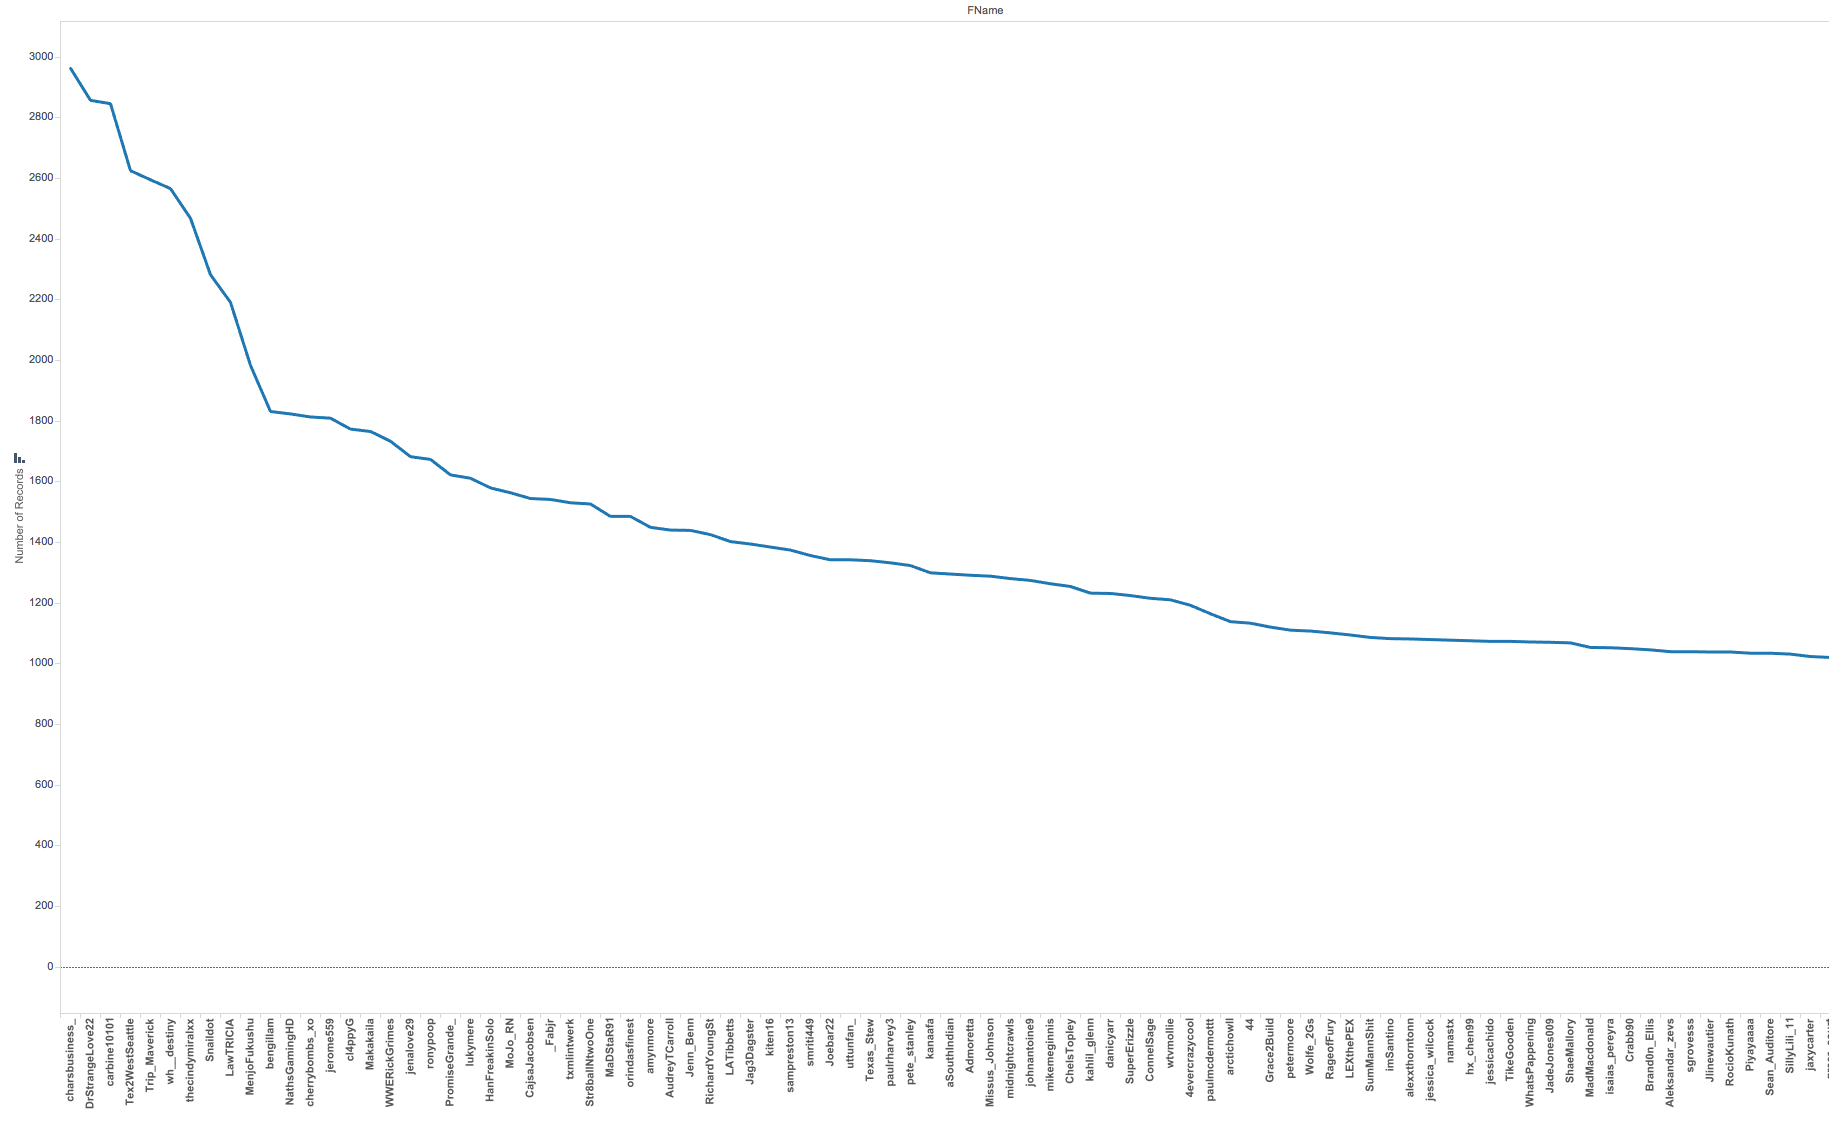 FName
3000
2800
2600
2400
2200
2000
1800
1600
1400
1200
1000
800
600
400
200
0
Number of Records
charsbusiness_
DrStrangeLove22
carbine10101
Tex2WestSeattle
Trip_Maverick
wh__destiny
thecindymiralxx
Snaildot
LawTRICIA
MenjoFukushu
bengillam
NathsGamingHD
cherrybombs_xo
jerome559
cl4ppyG
Makakaila
WWERickGrimes
jenalove29
ronypoop
PromiseGrande_
lukymere
HanFreakinSolo
MoJo_RN
CajsaJacobsen
_Fabjr
txmlintwerk
Str8ballNtwoOne
MaDStaR91
orindasfinest
amynmore
AudreyTCarroll
Jenn_Benn
RichardYoungSt
LATibbetts
Jag3Dagster
kiten16
sampreston13
smriti449
Joebar22
uttunfan_
Texas_Stew
paulrharvey3
pete_stanley
kanaafa
aSouthIndian
Admoretta
Missus_Johnson
midnightcrawls
johnantoine9
mikemeginnis
ChelsTopley
kahlil_glenn
danicyarr
SuperErizzle
ConnelSage
wtvmollie
4evercrazycool
paulmcdermottt
arctichowll
44
Grace2Build
petermoore
Wolfe_2Gs
RageofFury
LEXthePEX
SumMannShit
imSantino
alexxthorntonn
jessica_wilcock
namastx
hx_chen99
jessicachido
TikeGooden
WhatsPapppening
JadeJones009
ShaeMallory
MadMacdonald
isaias_pereyra
Crabb90
Brand0n_Ellis
Aleksandar_zevs
sgrovesss
Jlinewautier
RocioKunath
Piyayaaaa
Sean_Auditore
SillyLili_11
jaxycarter